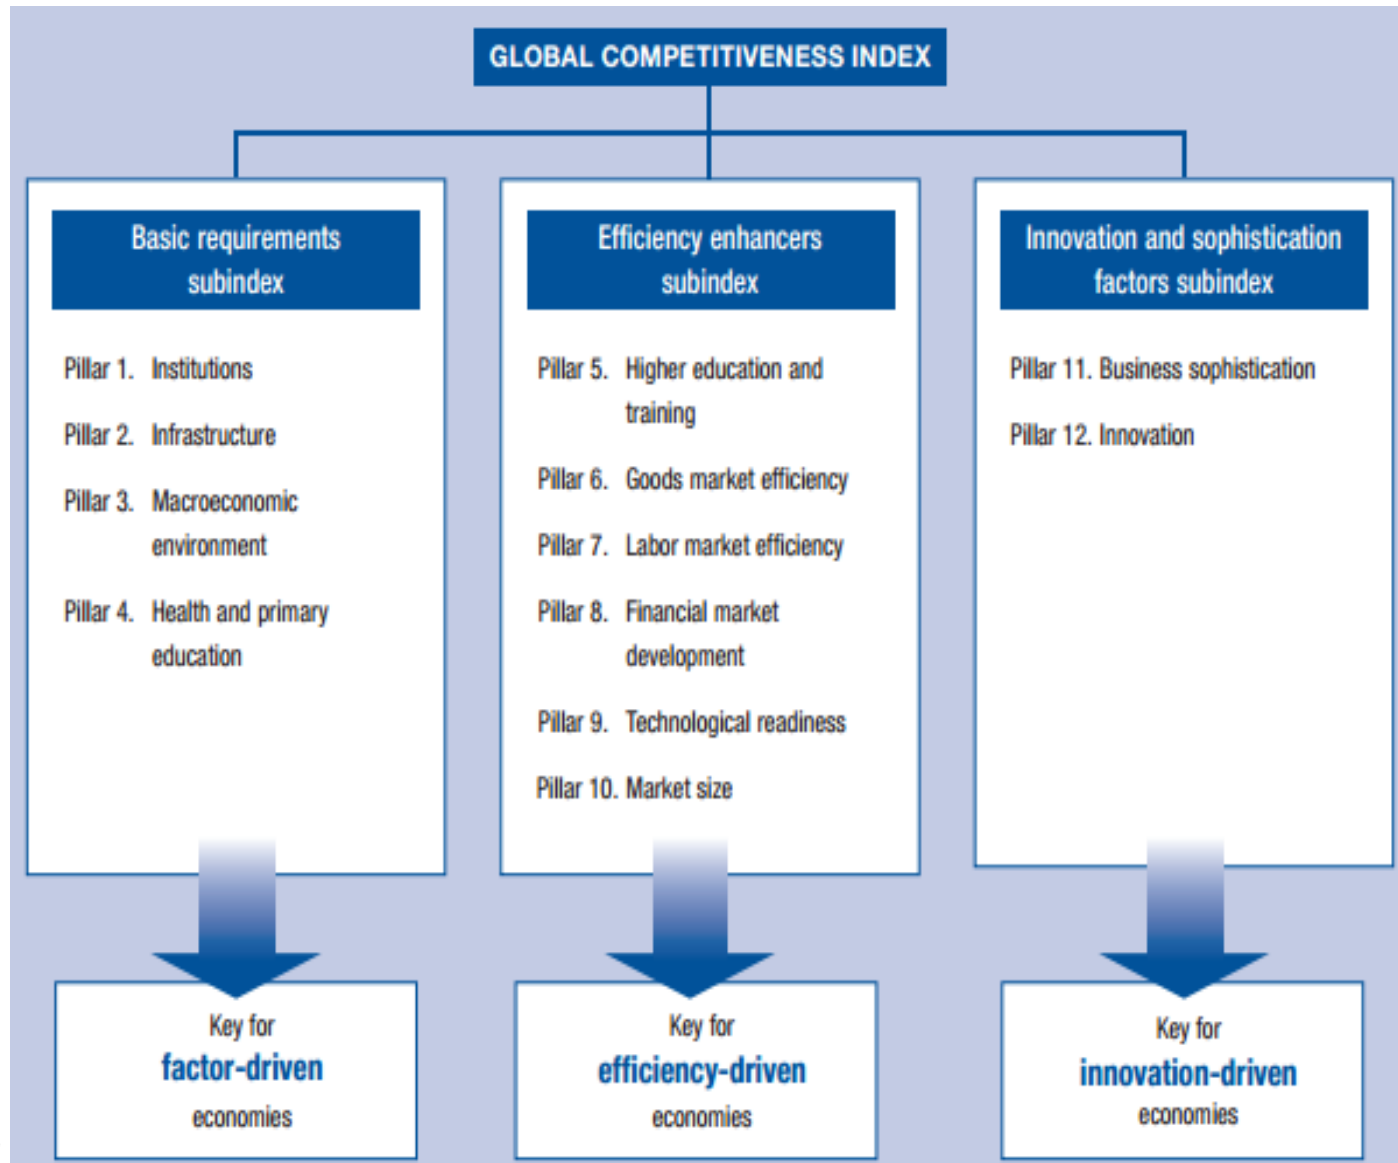 GLOBAL COMPETITIVENESS INDEX
Basic requirements
subindex
Pillar 1. Institutions
Pillar 2. Infrastructure
Pillar 3. Macroeconomic
environment
Pillar 4. Health and primary
education
Key for
factor-driven
economies
Efficiency enhancers
subindex
Pillar 5. Higher education and
training
Pillar 6. Goods market efficiency
Pillar 7. Labor market efficiency
Pillar 8. Financial market
development
Pillar 9. Technological readiness
Pillar 10. Market size
Key for
efficiency-driven
economies
Innovation and sophistication
factors subindex
Pillar 11. Business sophistication
Pillar 12. Innovation
Key for
innovation-driven
economies